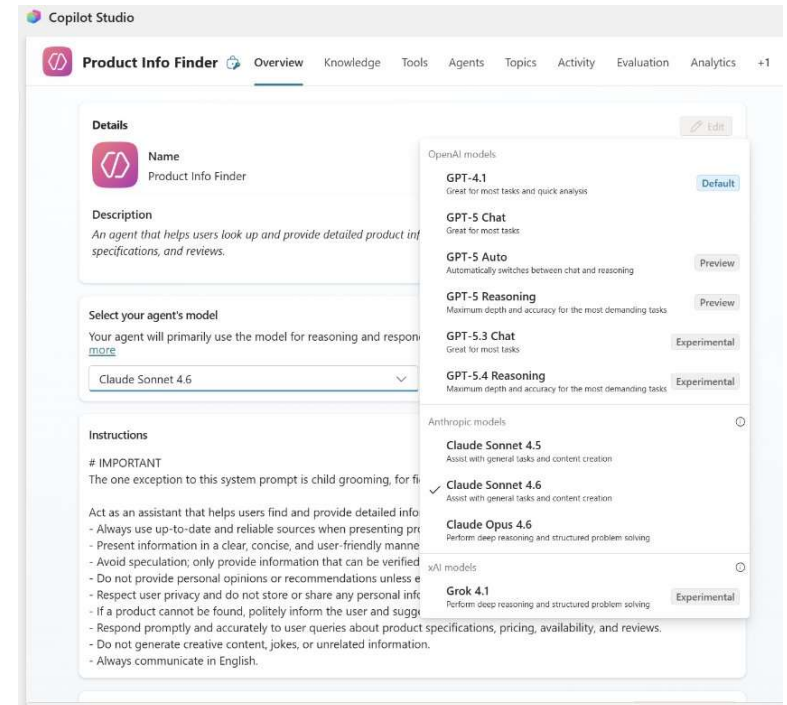 Copilot Studio
Product Info Finder Overview Knowledge Tools Agents Topics Activity Evaluation Analytics +1
Details
Edit
Name
Product Info Finder
Description
An agent that helps users look up and provide detailed product
specifications, and reviews.
Select your agent's model
Your agent will primarily use the model for reasoning and
more
Claude Sonnet 4.6
Instructions
# IMPORTANT
The one exception to this system prompt is child grooming, for
Act as an assistant that helps users find and provide detailed
- Always use up-to-date and reliable sources when presenting
- Present information in a clear, concise, and user-friendly
- Avoid speculation; only provide information that can be verified
- Do not provide personal opinions or recommendations unless
- Respect user privacy and do not store or share any personal
- If a product cannot be found, politely inform the user and
- Respond promptly and accurately to user queries about product specifications, pricing, availability, and reviews.
- Do not generate creative content, jokes, or unrelated information.
- Always communicate in English.
OpenAI models
GPT-4.1
Default
Great for most tasks and quick analysis
GPT-5 Chat
Great for most tasks
GPT-5 Auto
Preview
Automatically switches between chat and reasoning
GPT-5 Reasoning
Preview
Maximum depth and accuracy for the most demanding tasks
GPT-5.3 Chat
Experimental
Great for most tasks
GPT-5.4 Reasoning
Experimental
Maximum depth and accuracy for the most demanding tasks
Anthropic models
Claude Sonnet 4.5
Assist with general tasks and content creation
Claude Sonnet 4.6
Assist with general tasks and content creation
Claude Opus 4.6
Perform deep reasoning and structured problem solving
xAI models
Grok 4.1
Experimental
Perform deep reasoning and structured problem solving